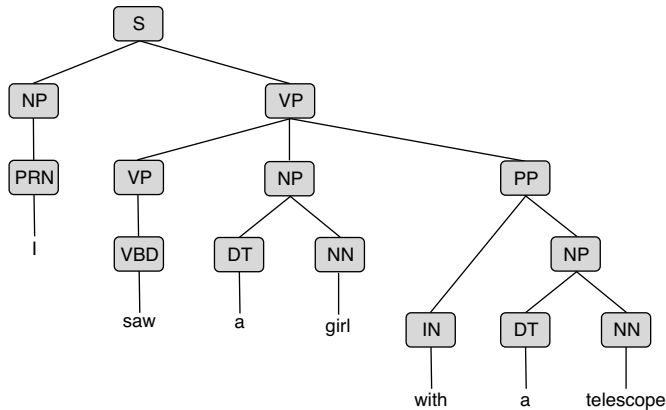 S
NP VP
PRN VP NP PP
I VBD DT NN NP
saw a girl IN DT NN
with a telescope